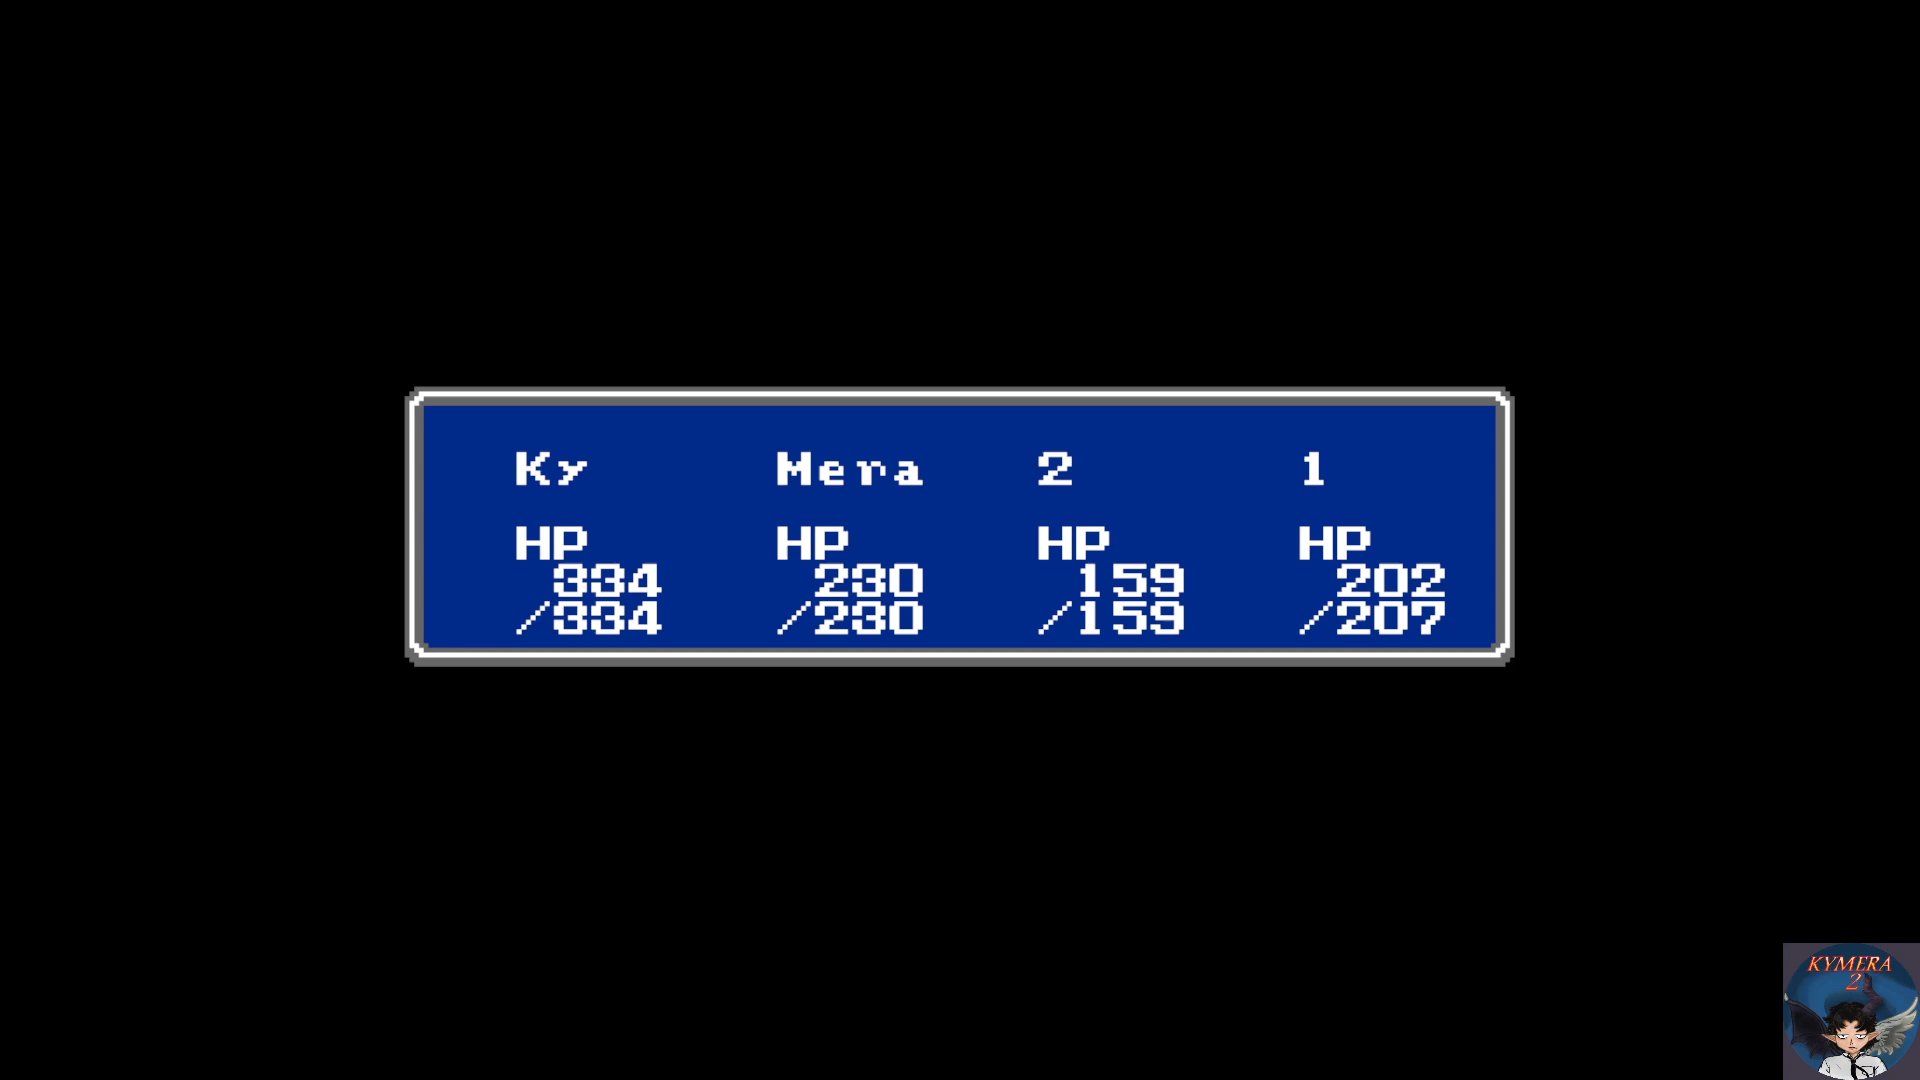 Ky Mera 2 1
HP HP HP HP
334 230 159 202
/334 /230 /159 /207
KYMERA
2